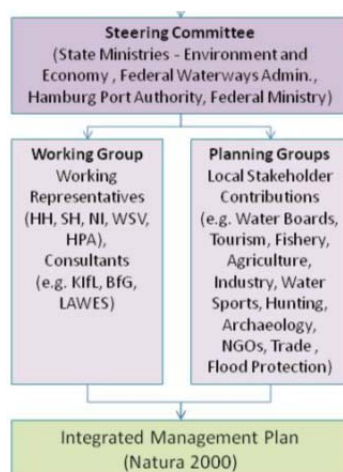 Steering Committee
(State Ministries - Environment and
Economy , Federal Waterways Admin.,
Hamburg Port Authority, Federal Ministry)
Working Group
Working
Representatives
(HH, SH, NI, WSV,
HPA),
Consultants
(e.g. KIfL, BfG,
LAWES)
Planning Groups
Local Stakeholder
Contributions
(e.g. Water Boards,
Tourism, Fishery,
Agriculture,
Industry, Water
Sports, Hunting,
Archaeology,
NGOs, Trade ,
Flood Protection)
Integrated Management Plan
(Natura 2000)